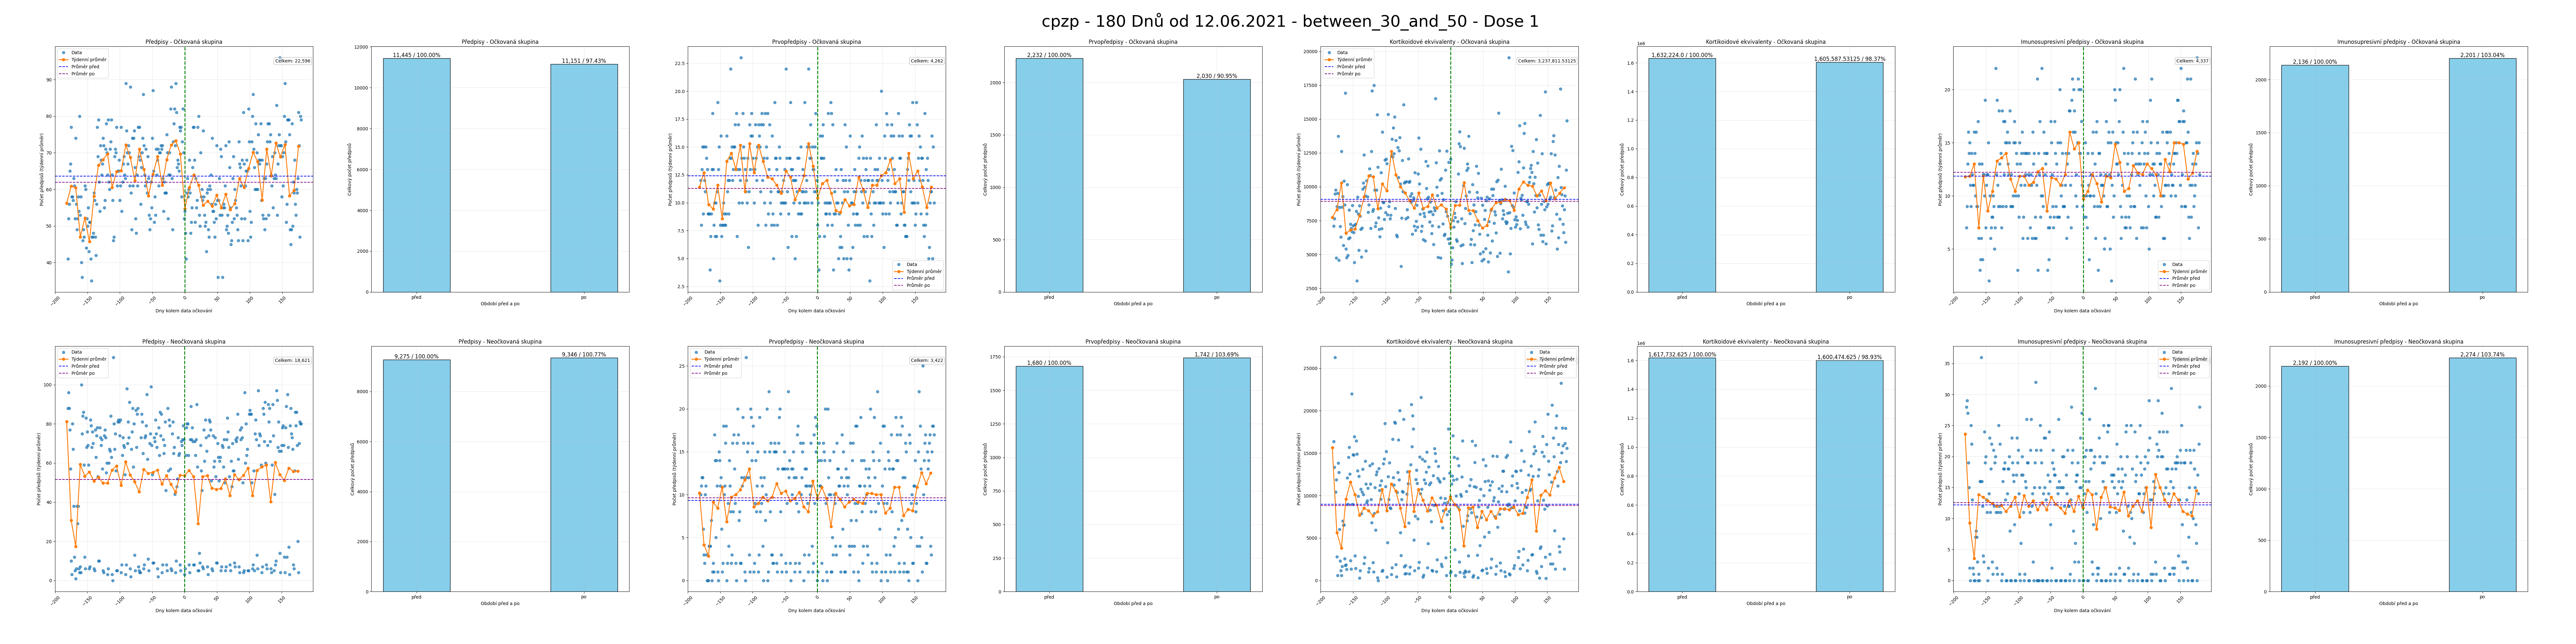 cpzp - 180 Dnů od 12.06.2021 - between_30_and_50 - Dose 1
Předpisy - Očkovaná skupina
Data
Týdenní průměr
Průměr před
Průměr po
Celkem: 22,596
Počet předpisů (týdenní průměr)
Dny kolem data očkování
Předpisy - Očkovaná skupina
11,445 / 100.00%
11,151 / 97.43%
Celkový počet předpisů
před
po
Období před a po
Prvopředpisy - Očkovaná skupina
Celkem: 4,262
Data
Týdenní průměr
Průměr před
Průměr po
Počet předpisů (týdenní průměr)
Dny kolem data očkování
Prvopředpisy - Očkovaná skupina
2,232 / 100.00%
2,030 / 90.95%
Celkový počet předpisů
před
po
Období před a po
Kortikoidové ekvivalenty - Očkovaná skupina
Data
Týdenní průměr
Průměr před
Průměr po
Celkem: 3,237,811.53125
Počet předpisů (týdenní průměr)
Dny kolem data očkování
Kortikoidové ekvivalenty - Očkovaná skupina
1e6
1,632,224.0 / 100.00%
1,605,587.53125 / 98.37%
Celkový počet předpisů
před
po
Období před a po
Imunosupresivní předpisy - Očkovaná skupina
Celkem: 4,337
Data
Týdenní průměr
Průměr před
Průměr po
Počet předpisů (týdenní průměr)
Dny kolem data očkování
Imunosupresivní předpisy - Očkovaná skupina
2,136 / 100.00%
2,201 / 103.04%
Celkový počet předpisů
před
po
Období před a po
Předpisy - Neočkovaná skupina
Data
Týdenní průměr
Průměr před
Průměr po
Celkem: 18,621
Počet předpisů (týdenní průměr)
Dny kolem data očkování
Předpisy - Neočkovaná skupina
9,275 / 100.00%
9,346 / 100.77%
Celkový počet předpisů
před
po
Období před a po
Prvopředpisy - Neočkovaná skupina
Data
Týdenní průměr
Průměr před
Průměr po
Celkem: 3,422
Počet předpisů (týdenní průměr)
Dny kolem data očkování
Prvopředpisy - Neočkovaná skupina
1,680 / 100.00%
1,742 / 103.69%
Celkový počet předpisů
před
po
Období před a po
Kortikoidové ekvivalenty - Neočkovaná skupina
Data
Týdenní průměr
Průměr před
Průměr po
Počet předpisů (týdenní průměr)
Dny kolem data očkování
Kortikoidové ekvivalenty - Neočkovaná skupina
1e6
1,617,732.625 / 100.00%
1,600,474.625 / 98.93%
Celkový počet předpisů
před
po
Období před a po
Imunosupresivní předpisy - Neočkovaná skupina
Data
Týdenní průměr
Průměr před
Průměr po
Počet předpisů (týdenní průměr)
Dny kolem data očkování
Imunosupresivní předpisy - Neočkovaná skupina
2,192 / 100.00%
2,274 / 103.74%
Celkový počet předpisů
před
po
Období před a po